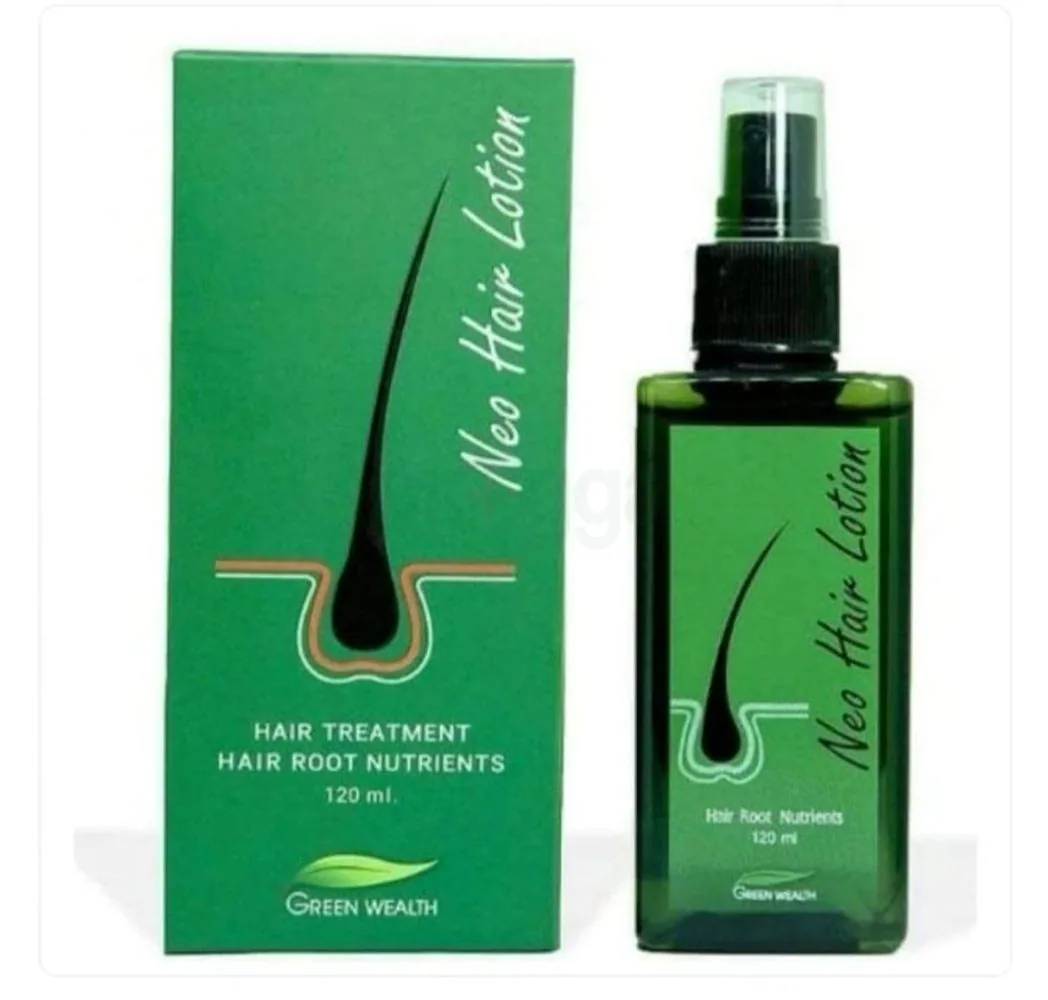 Neo Hair Lotion
HAIR TREATMENT
HAIR ROOT NUTRIENTS
120 ml.
GREEN WEALTH
Neo Hair Lotion
Hair Root Nutrients
120 ml
GREEN WEALTH